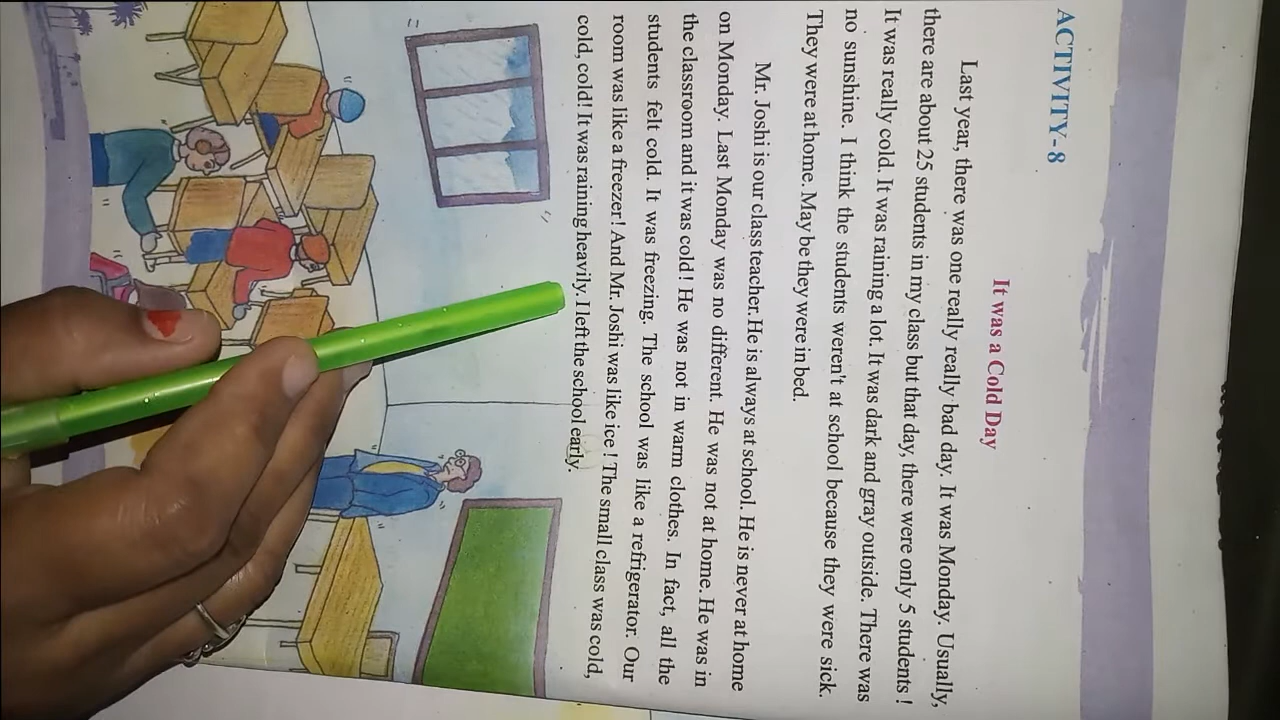 ACTIVITY - 8
It was a Cold Day
Last year, there was one really really bad day. It was Monday. Usually,
there are about 25 students in my class but that day, there were only 5 students !
It was really cold. It was raining a lot. It was dark and gray outside. There was
no sunshine. I think the students weren't at school because they were sick.
They were at home. May be they were in bed.
Mr. Joshi is our class teacher. He is always at school. He is never at home
on Monday. Last Monday was no different. He was not at home. He was in
the classroom and it was cold! He was not in warm clothes. In fact, all the
students felt cold. It was freezing. The school was like a refrigerator. Our
room was like a freezer! And Mr. Joshi was like ice ! The small class was cold,
cold, cold! It was raining heavily. I left the school early.